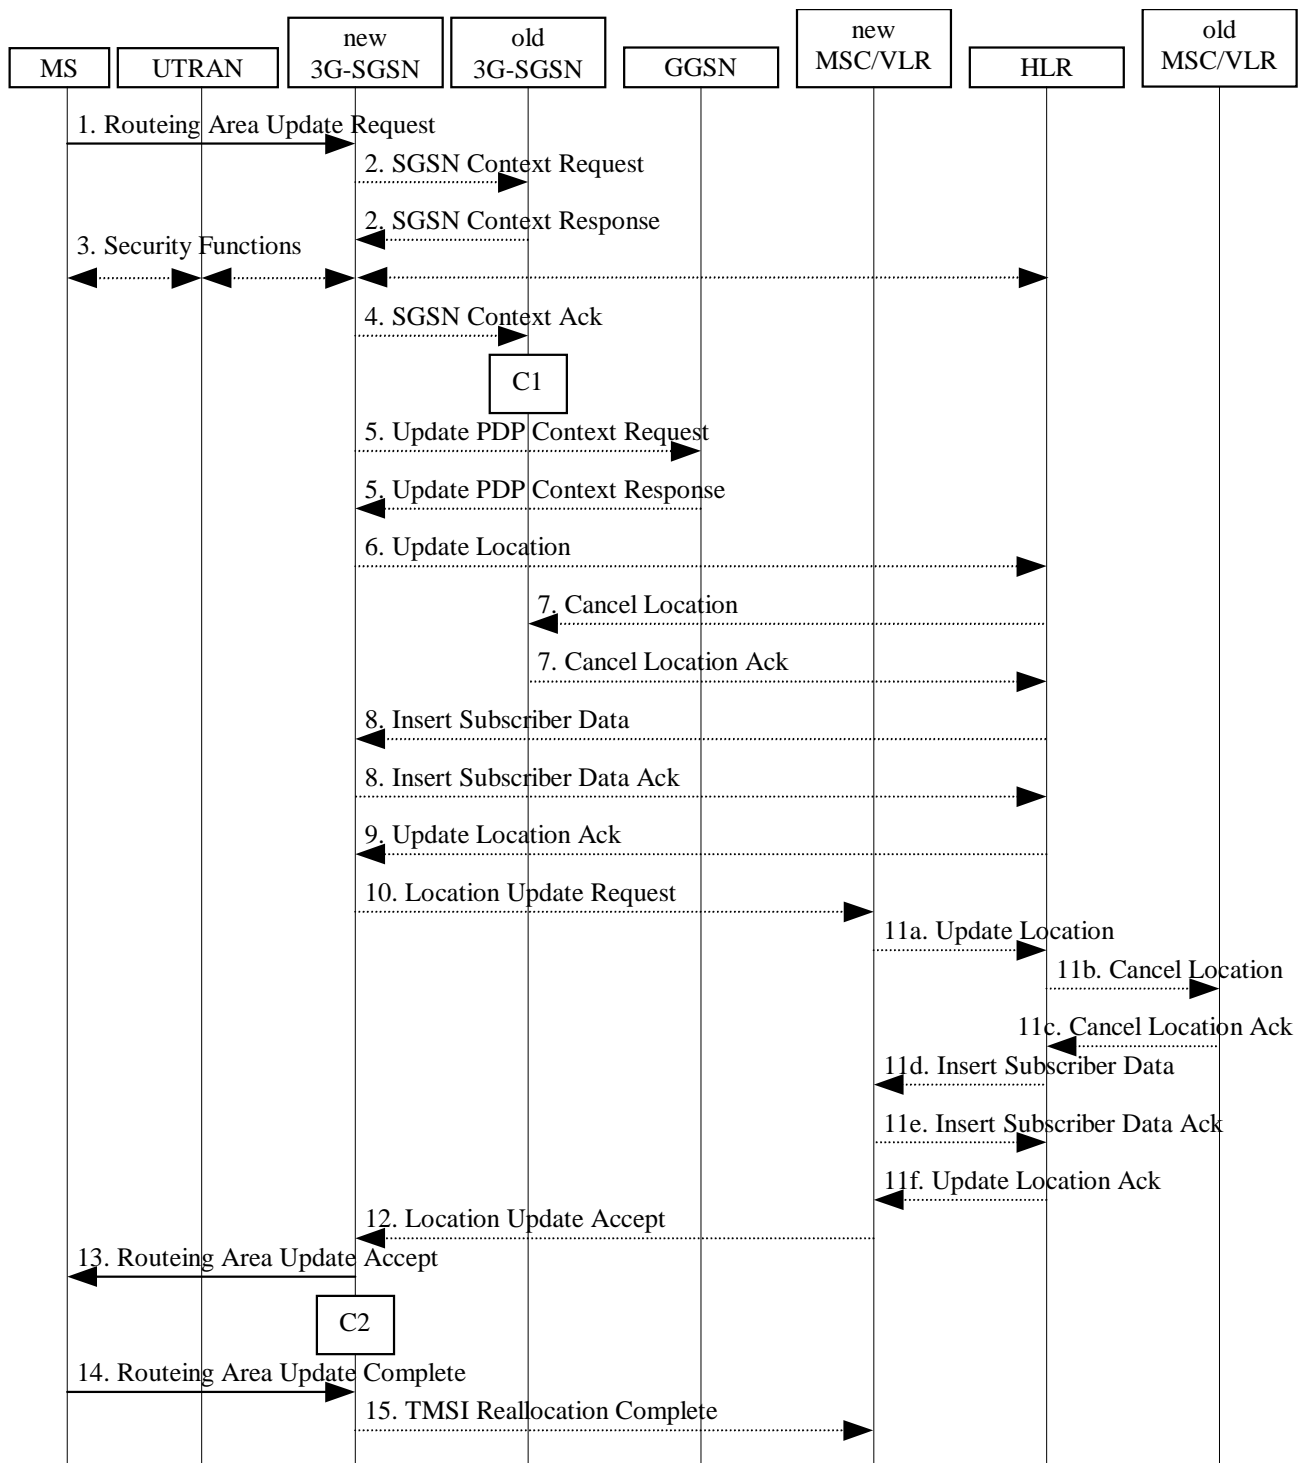 MS
UTRAN
new
3G-SGSN
old
3G-SGSN
GGSN
new
MSC/VLR
HLR
old
MSC/VLR
1. Routeing Area Update Request
2. SGSN Context Request
2. SGSN Context Response
3. Security Functions
4. SGSN Context Ack
C1
5. Update PDP Context Request
5. Update PDP Context Response
6. Update Location
7. Cancel Location
7. Cancel Location Ack
8. Insert Subscriber Data
8. Insert Subscriber Data Ack
9. Update Location Ack
10. Location Update Request
11a. Update Location
11b. Cancel Location
11c. Cancel Location Ack
11d. Insert Subscriber Data
11e. Insert Subscriber Data Ack
11f. Update Location Ack
12. Location Update Accept
13. Routeing Area Update Accept
C2
14. Routeing Area Update Complete
15. TMSI Reallocation Complete